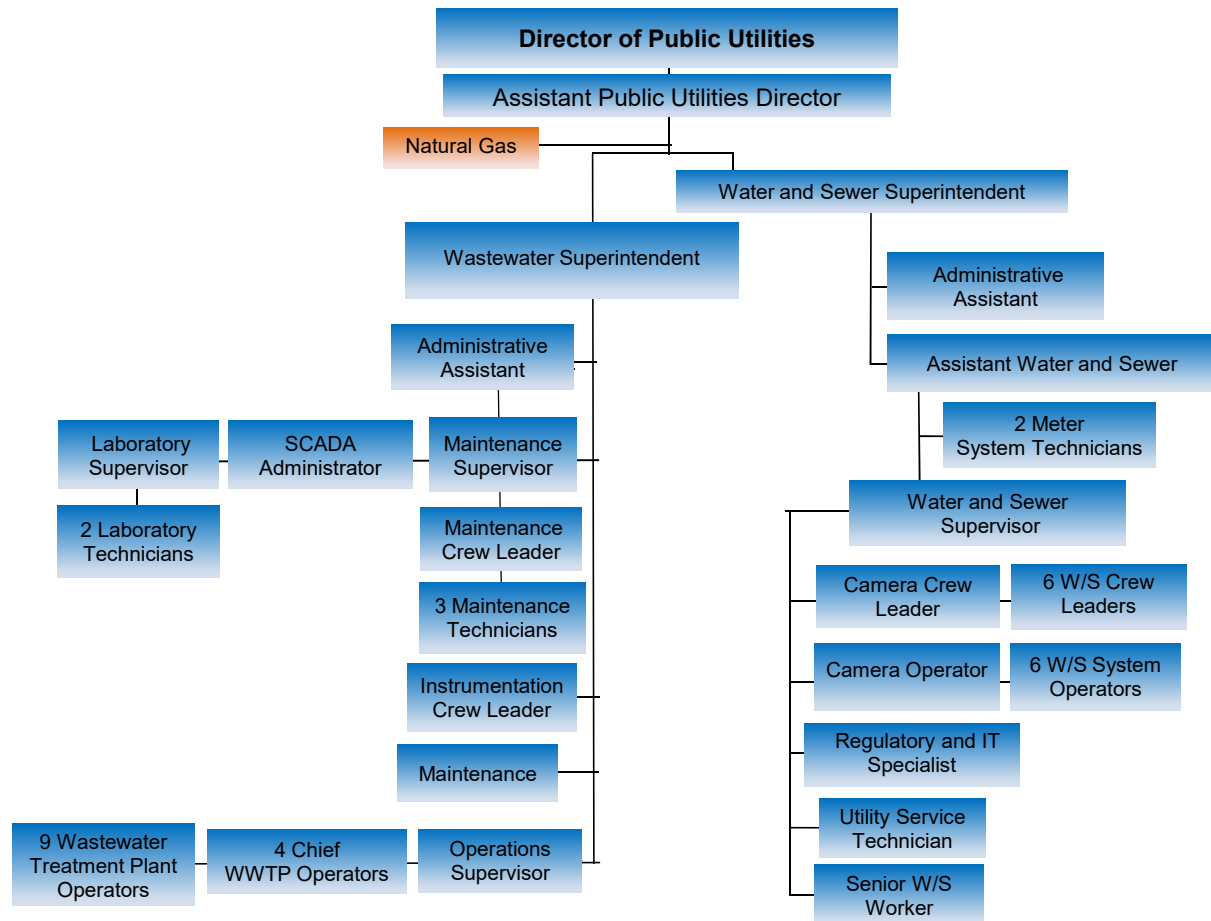 Director of Public Utilities
Assistant Public Utilities Director
Natural Gas
Water and Sewer Superintendent
Wastewater Superintendent
Administrative
Assistant
Assistant Water and Sewer
2 Meter
System Technicians
Water and Sewer
Supervisor
Camera Crew
Leader
6 W/S Crew
Leaders
Camera Operator
6 W/S System
Operators
Regulatory and IT
Specialist
Utility Service
Technician
Senior W/S
Worker
Administrative
Assistant
Laboratory
Supervisor
SCADA
Administrator
Maintenance
Supervisor
2 Laboratory
Technicians
Maintenance
Crew Leader
3 Maintenance
Technicians
Instrumentation
Crew Leader
Maintenance
9 Wastewater
Treatment Plant
Operators
4 Chief
WWTP Operators
Operations
Supervisor